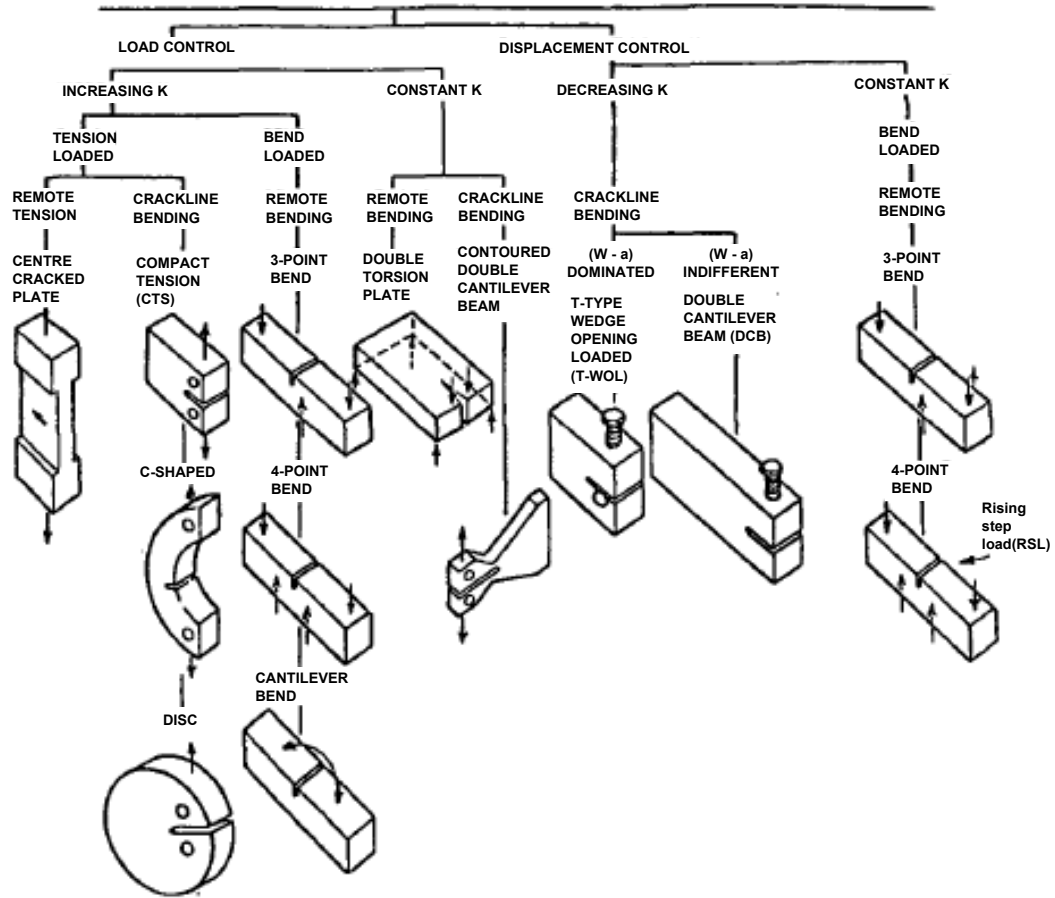 LOAD CONTROL
DISPLACEMENT CONTROL
INCREASING K
CONSTANT K
DECREASING K
CONSTANT K
TENSION
LOADED
BEND
LOADED
BEND
LOADED
REMOTE
TENSION
CRACKLINE
BENDING
REMOTE
BENDING
REMOTE
BENDING
CRACKLINE
BENDING
CRACKLINE
BENDING
REMOTE
BENDING
CENTRE
CRACKED
PLATE
COMPACT
TENSION
(CTS)
3-POINT
BEND
DOUBLE
TORSION
PLATE
CONTOURED
DOUBLE
CANTILEVER
BEAM
(W - a)
DOMINATED
(W - a)
INDIFFERENT
3-POINT
BEND
T-TYPE
WEDGE
OPENING
LOADED
(T-WOL)
DOUBLE
CANTILEVER
BEAM (DCB)
C-SHAPED
4-POINT
BEND
4-POINT
BEND
Rising
step
load(RSL)
CANTILEVER
BEND
DISC